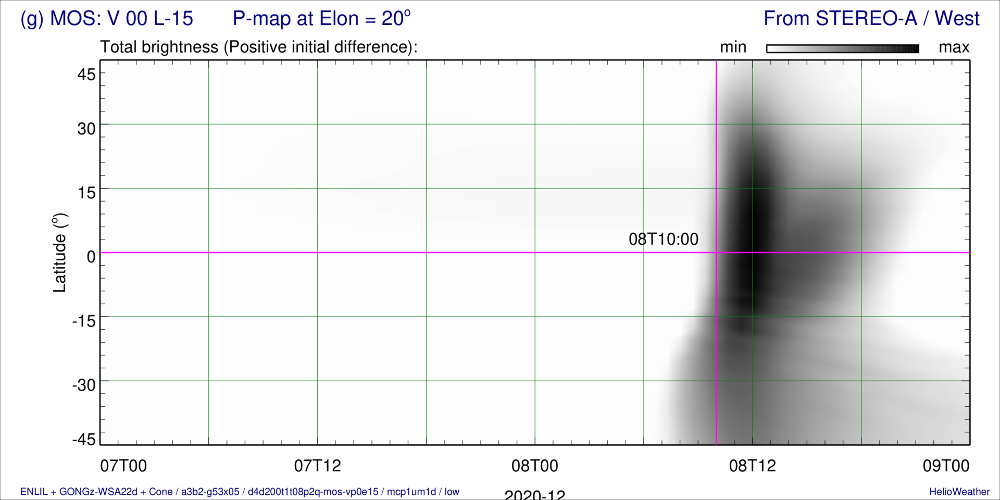 (g) MOS: V 00 L-15 P-map at Elon = 20º From STEREO-A / West
Total brightness (Positive initial difference): min max
45
30
15
0
-15
-30
-45
Latitude (º)
08T10:00
07T00 07T12 08T00 08T12 09T00
2020-12
ENLIL + GONGz-WSA22d + Cone / a3b2-g53x05 / d4d200t1t08p2q-mos-vp0e15 / mcp1um1d / low
HelioWeather